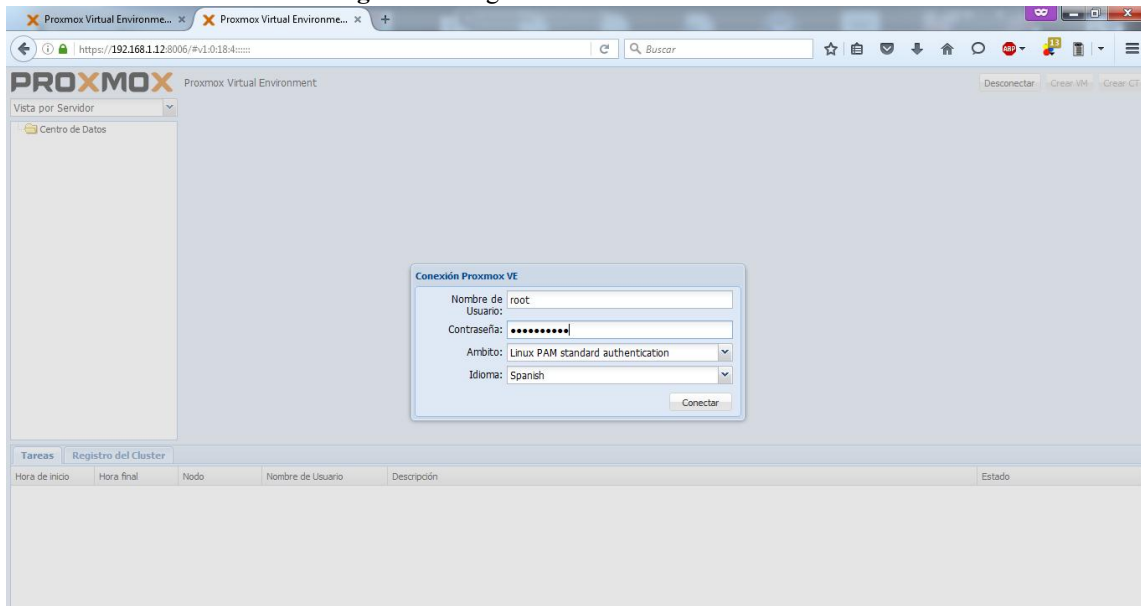 Proxmox Virtual Environme... × Proxmox Virtual Environme... × +
https://192.168.1.12:8006/#v1:0:18:4::::::
Buscar
ABP
13
PROXMOX Proxmox Virtual Environment
Desconectar Crear VM Crear CT
Vista por Servidor
Centro de Datos
Conexión Proxmox VE
Nombre de Usuario: root
Contraseña: ●●●●●●●●●●
Ambito: Linux PAM standard authentication
Idioma: Spanish
Conectar
Tareas Registro del Cluster
Hora de inicio Hora final Nodo Nombre de Usuario Descripción Estado